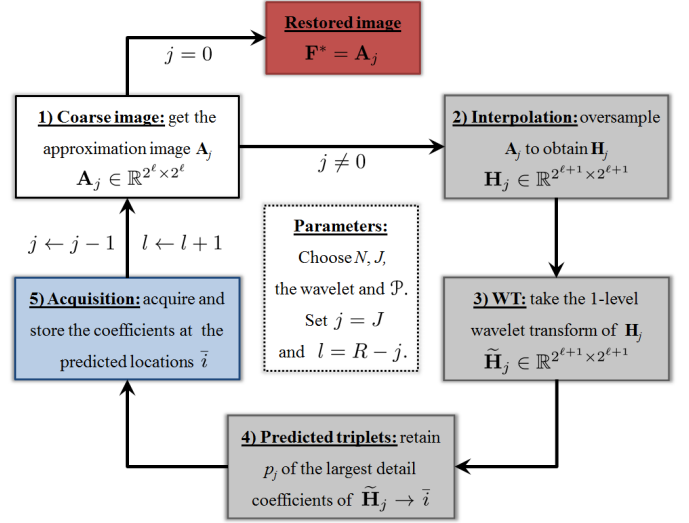 Restored image
F* = A_j
j = 0
1) Coarse image: get the
approximation image A_j
A_j ∈ ℝ^{2^ℓ × 2^ℓ}
j ≠ 0
2) Interpolation: oversample
A_j to obtain H_j
H_j ∈ ℝ^{2^{ℓ+1} × 2^{ℓ+1}}
Parameters:
Choose N, J,
the wavelet and 𝒫.
Set j = J
and l = R − j.
j ← j − 1 l ← l + 1
5) Acquisition: acquire and
store the coefficients at the
predicted locations i̅
3) WT: take the 1-level
wavelet transform of H_j
H̃_j ∈ ℝ^{2^{ℓ+1} × 2^{ℓ+1}}
4) Predicted triplets: retain
p_j of the largest detail
coefficients of H̃_j → i̅